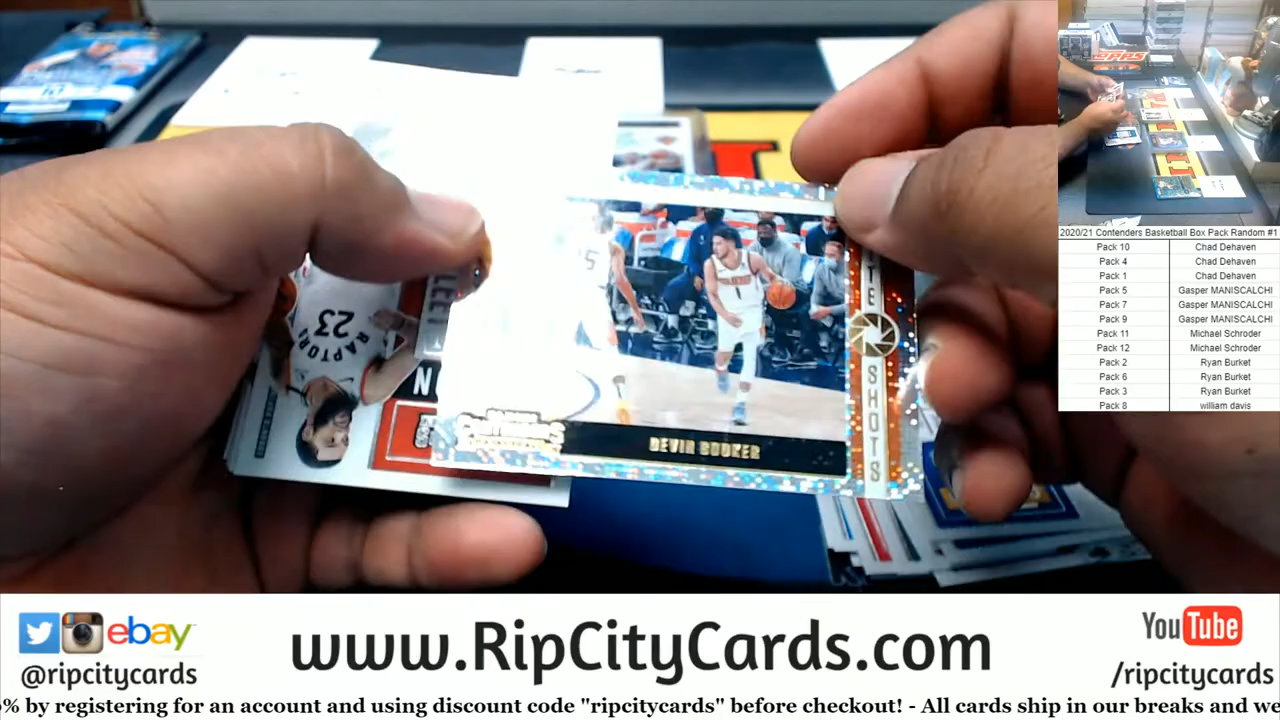 TOPPS
2020/21 Contenders Basketball Box Pack Random #1
Pack 10 Chad Dehaven
Pack 4 Chad Dehaven
Pack 1 Chad Dehaven
Pack 5 Gasper MANISCALCHI
Pack 7 Gasper MANISCALCHI
Pack 9 Gasper MANISCALCHI
Pack 11 Michael Schroder
Pack 12 Michael Schroder
Pack 2 Ryan Burket
Pack 6 Ryan Burket
Pack 3 Ryan Burket
Pack 8 william davis
RAPTORS
23
1
SHOTS
CONTENDERS
DEVIN BOOKER
ebay
@ripcitycards
www.RipCityCards.com
YouTube
/ripcitycards
% by registering for an account and using discount code "ripcitycards" before checkout! - All cards ship in our breaks and we